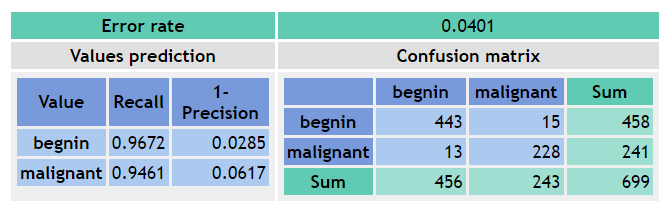 Error rate 0.0401
Values prediction Confusion matrix
Value Recall 1-Precision
begnin 0.9672 0.0285
malignant 0.9461 0.0617
begnin malignant Sum
begnin 443 15 458
malignant 13 228 241
Sum 456 243 699